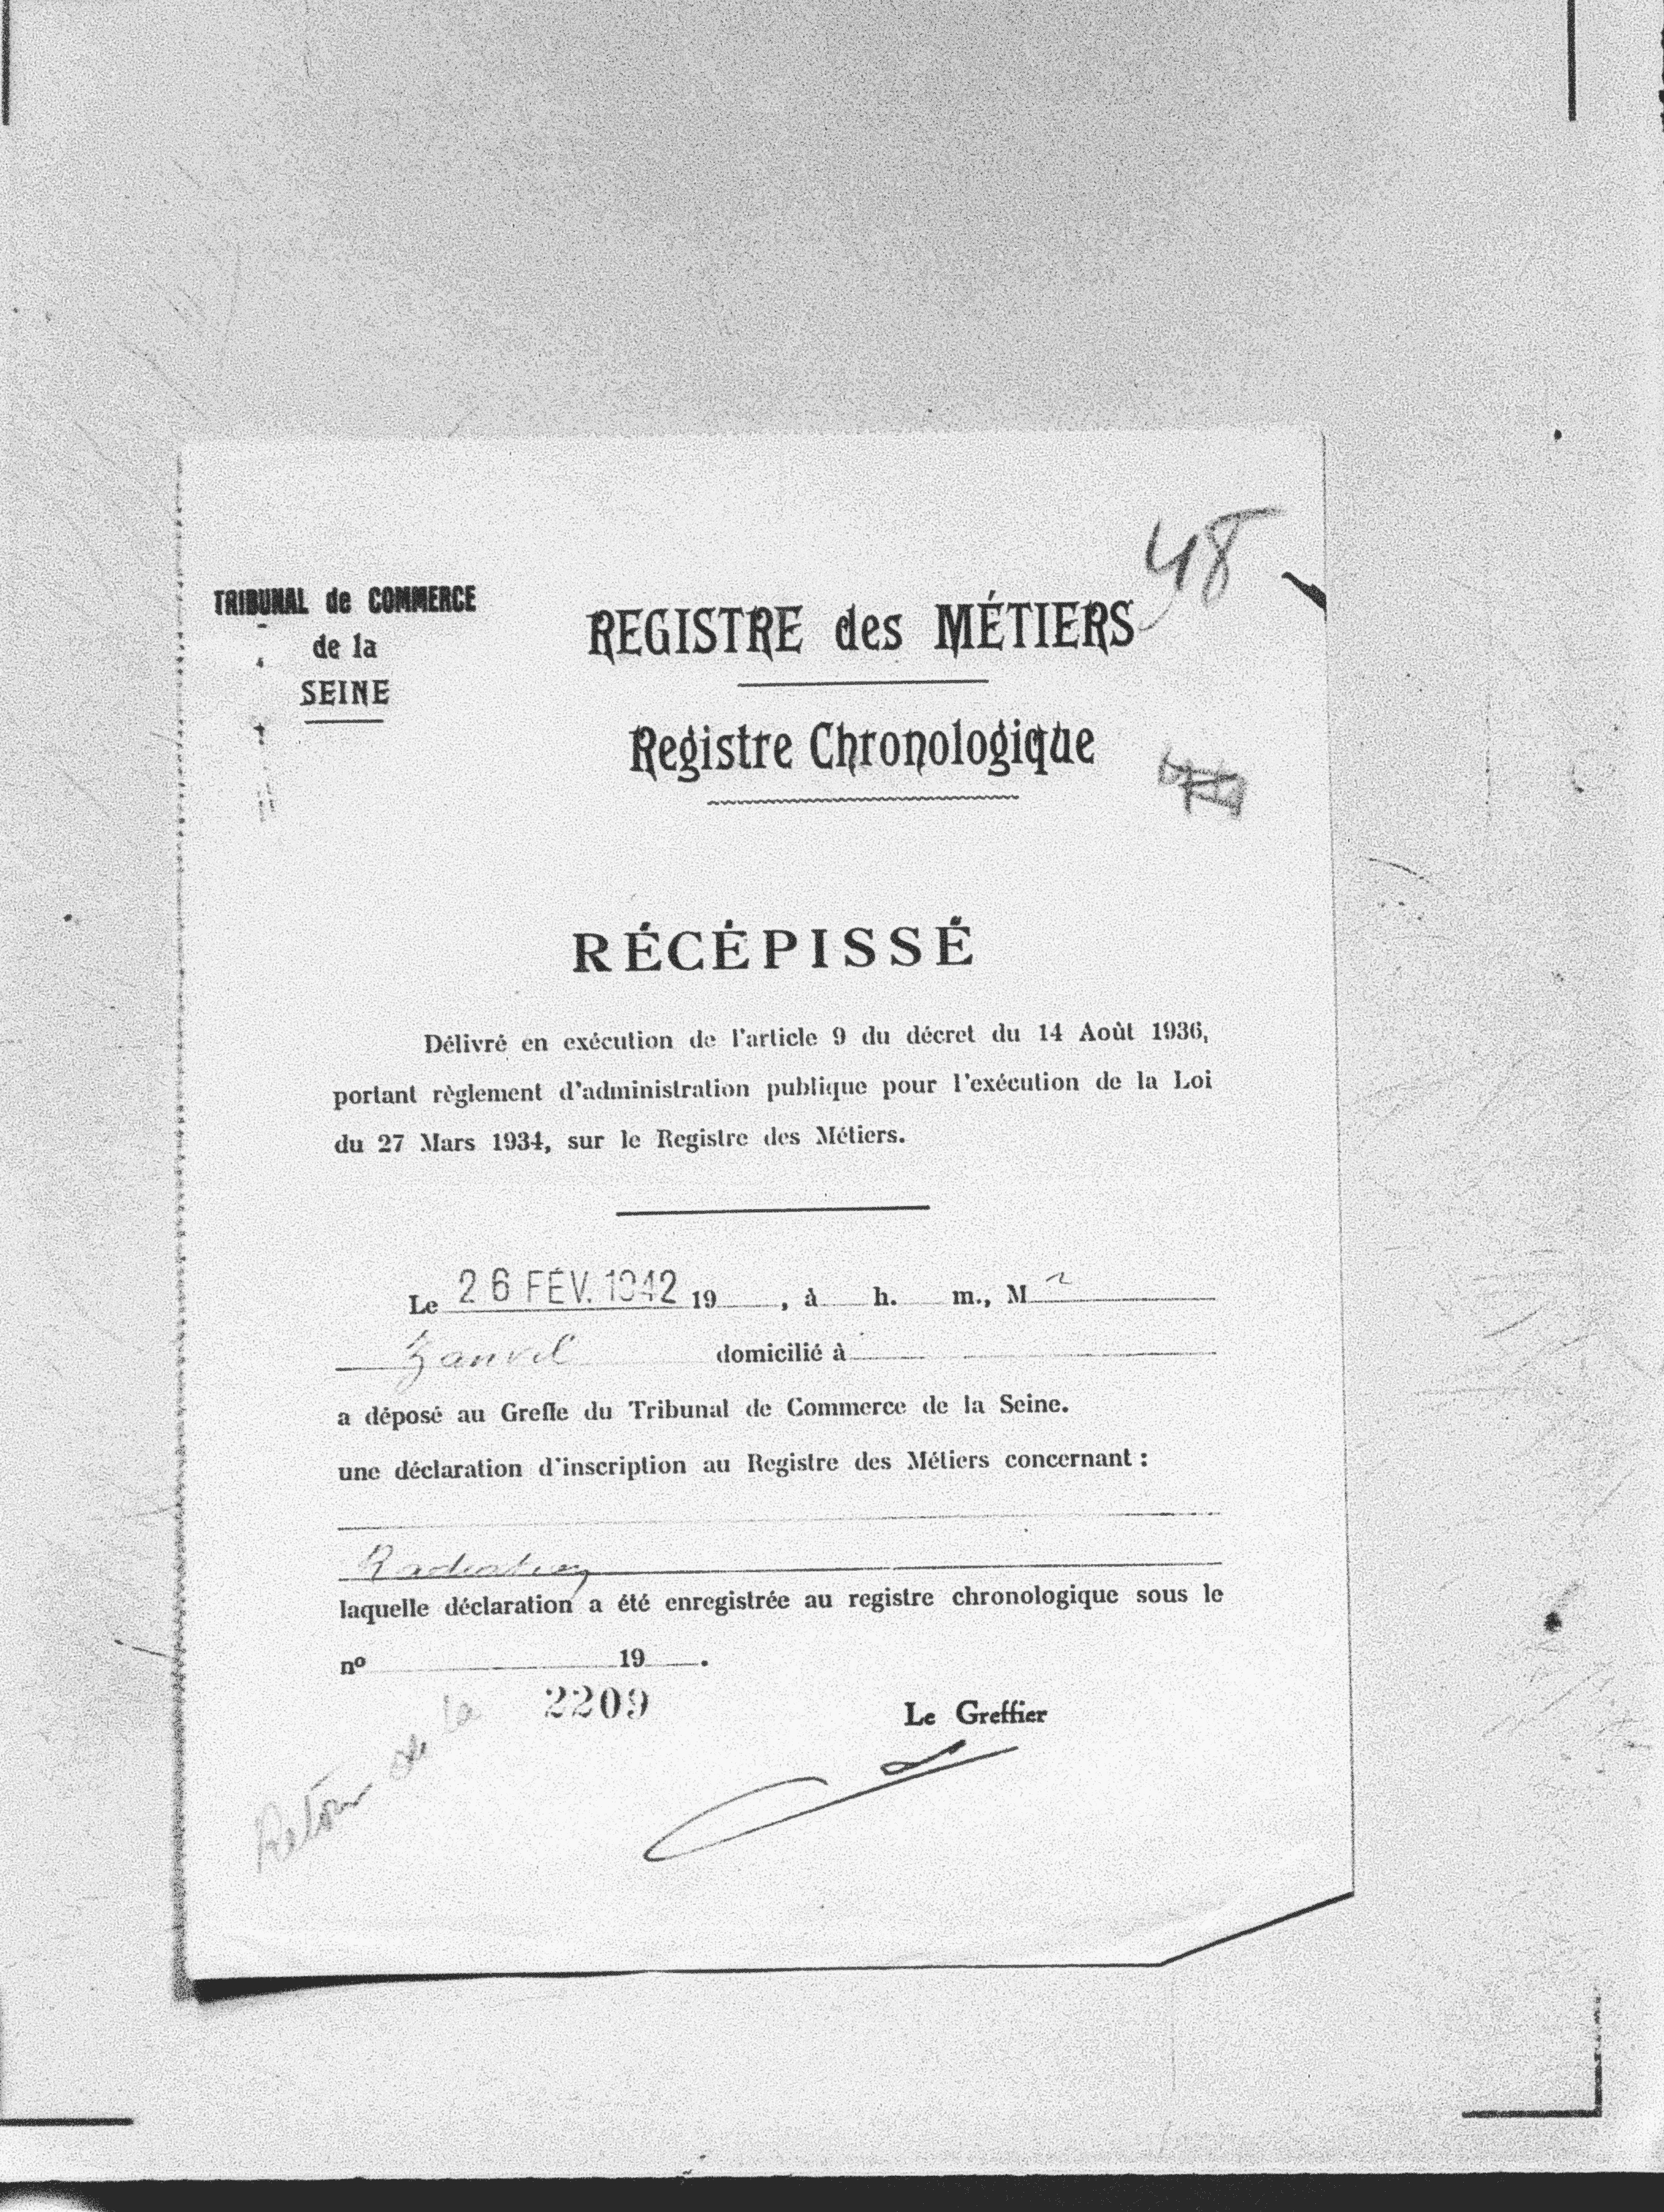 48
TRIBUNAL de COMMERCE
de la
SEINE
REGISTRE des MÉTIERS
Registre Chronologique
RÉCÉPISSÉ
Délivré en exécution de l'article 9 du décret du 14 Août 1936,
portant règlement d'administration publique pour l'exécution de la Loi
du 27 Mars 1934, sur le Registre des Métiers.
Le 26 FÉV. 1942 19 , à h. m., M r
Zanvel domicilié à
a déposé au Greffe du Tribunal de Commerce de la Seine.
une déclaration d'inscription au Registre des Métiers concernant :
Radiation
laquelle déclaration a été enregistrée au registre chronologique sous le
nº 19 .
2209
Le Greffier
Retour de la